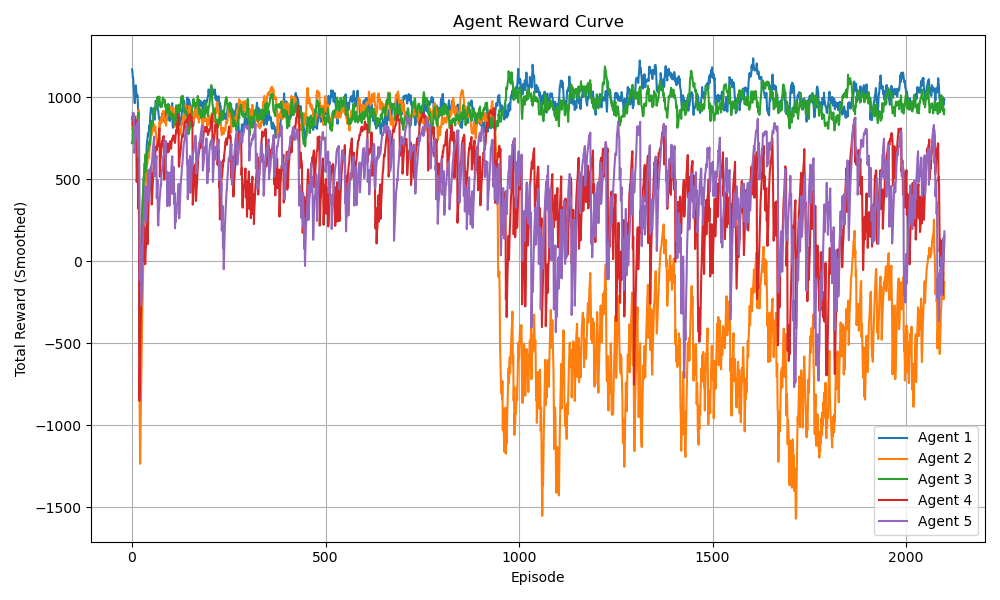 Agent Reward Curve
Total Reward (Smoothed)
1000
500
0
−500
−1000
−1500
0 500 1000 1500 2000
Episode
Agent 1
Agent 2
Agent 3
Agent 4
Agent 5